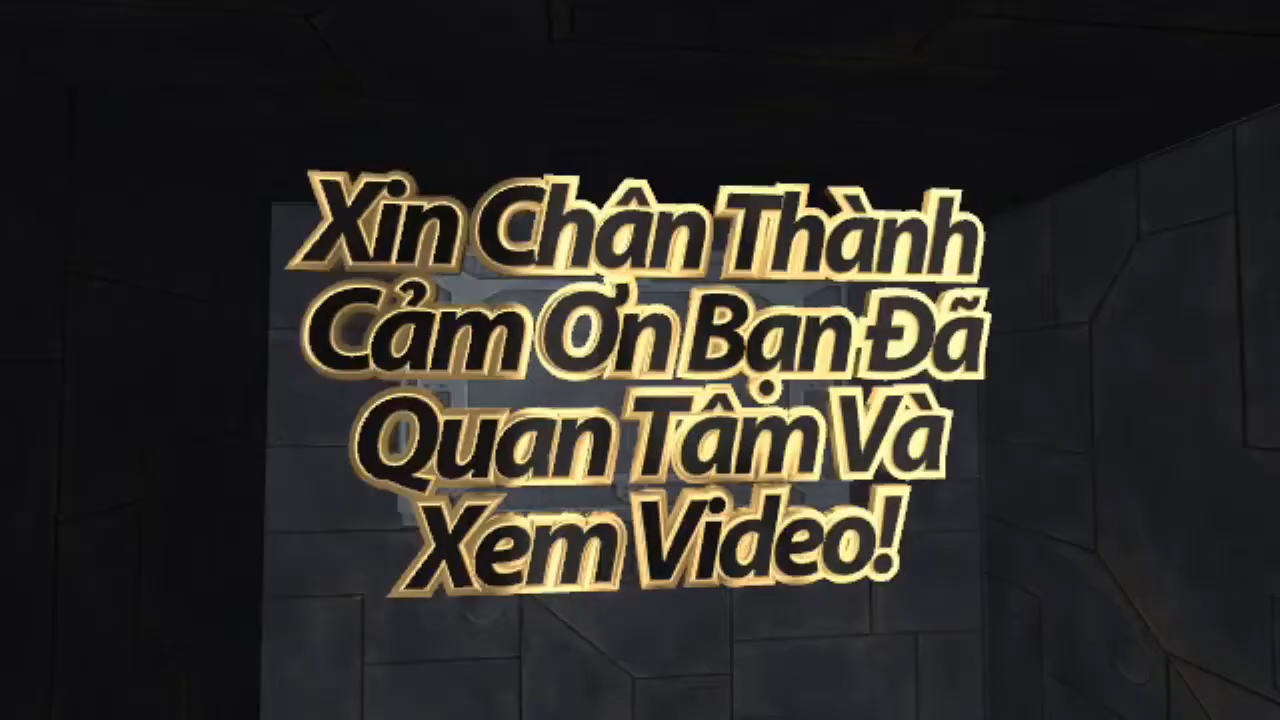 Xin Chân Thành
Cảm Ơn Bạn Đã
Quan Tâm Và
Xem Video!